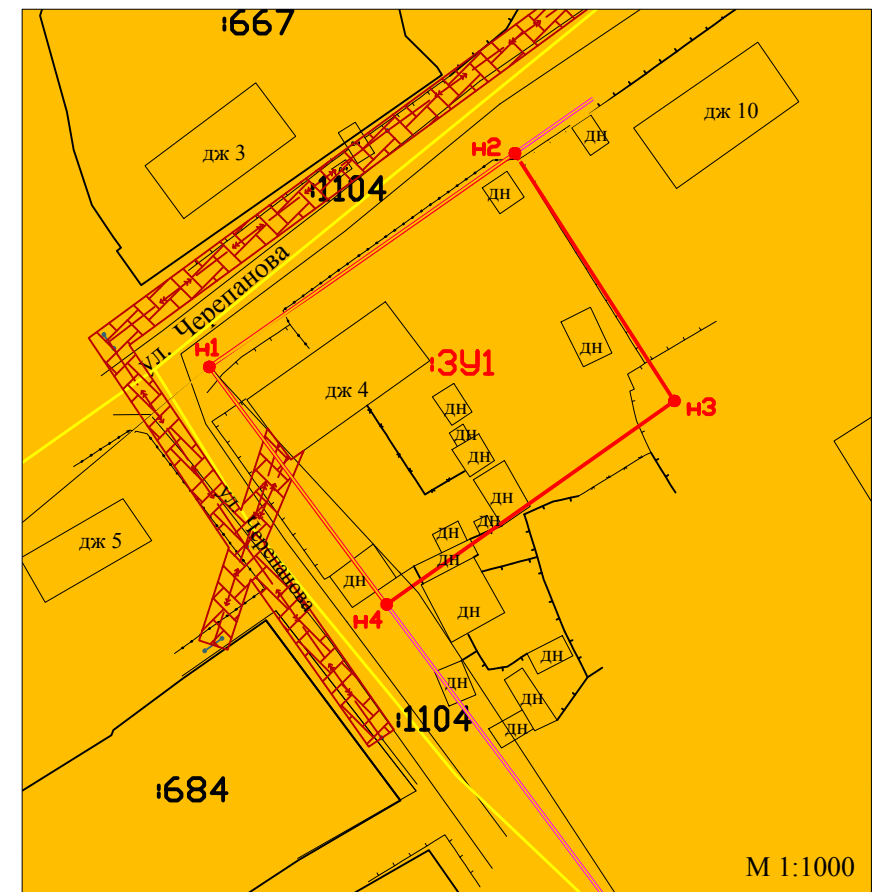 :667
дж 3
дж 10
дн
н2
:1104
дн
ул. Черепанова
н1
:ЗУ1
дн
дж 4
дн
н3
дн
дн
дн
ул. Черепанова
дн
дн
дж 5
дн
дн
н4
дн
дн
дн
дн
:1104
дн
:684
М 1:1000